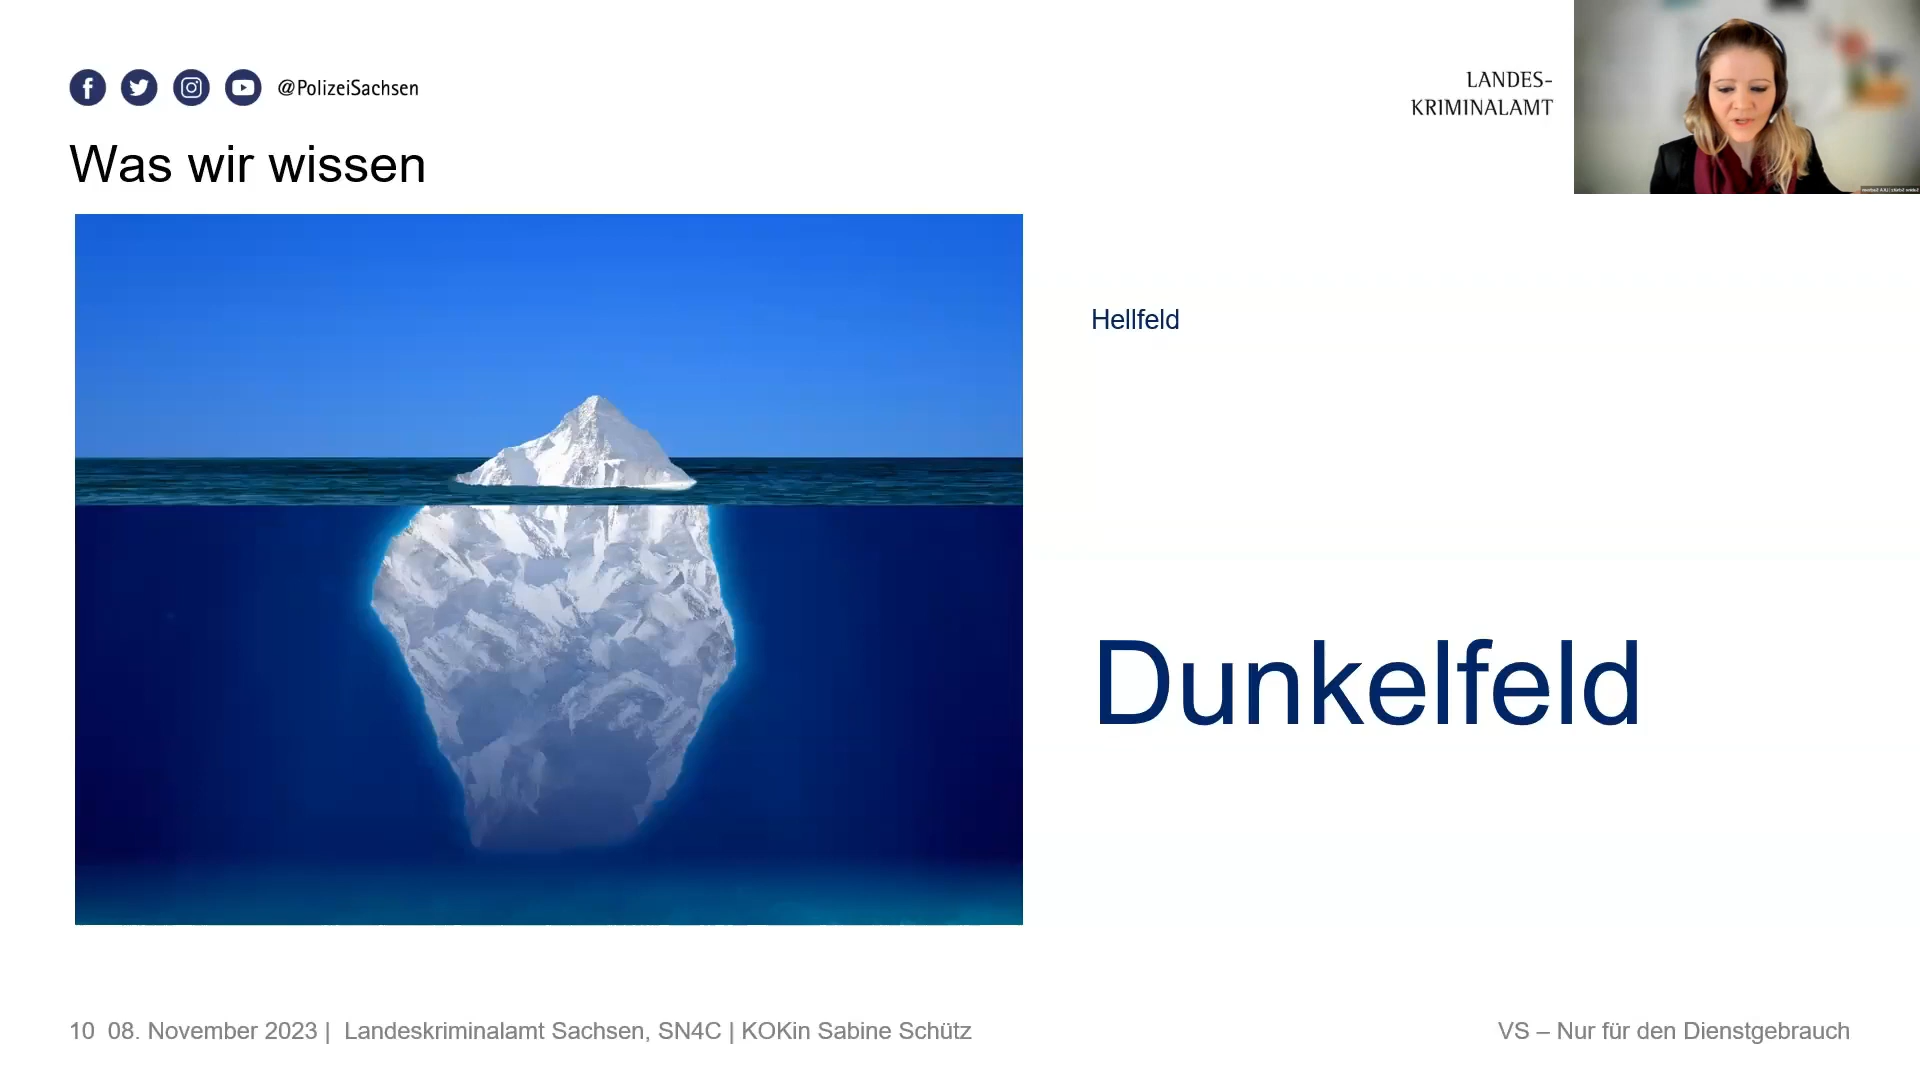 @PolizeiSachsen
LANDES-
KRIMINALAMT
Was wir wissen
Hellfeld
Dunkelfeld
10 08. November 2023 | Landeskriminalamt Sachsen, SN4C | KOKin Sabine Schütz
VS – Nur für den Dienstgebrauch